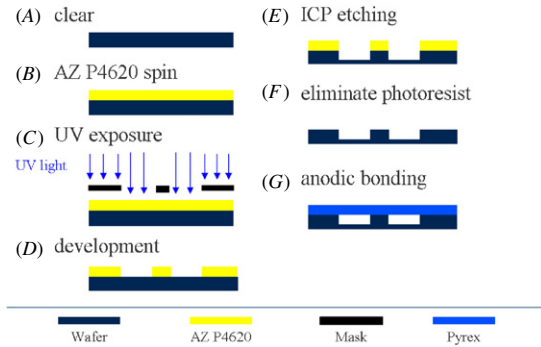 (A) clear
(B) AZ P4620 spin
(C) UV exposure
UV light
(D) development
(E) ICP etching
(F) eliminate photoresist
(G) anodic bonding
Wafer AZ P4620 Mask Pyrex